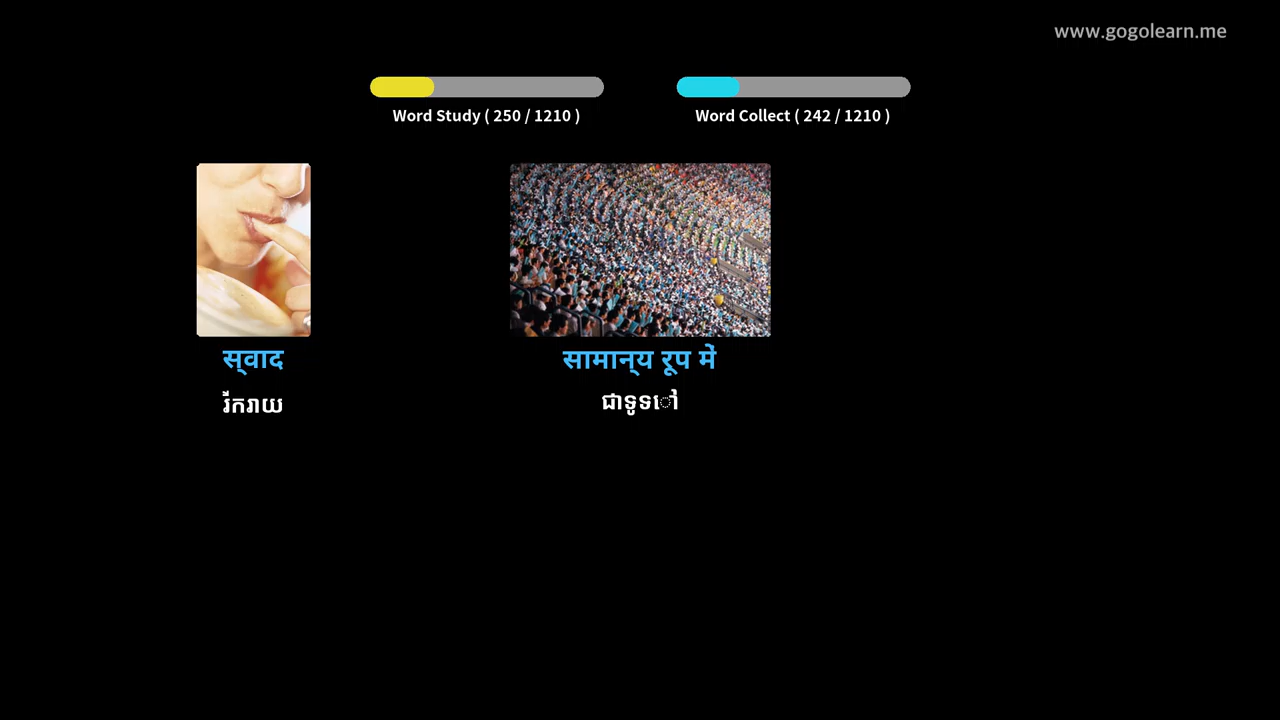 www.gogolearn.me
Word Study ( 250 / 1210 )
Word Collect ( 242 / 1210 )
स्वाद
सामान्य रूप में
រីករាយ
ជាទូទៅ